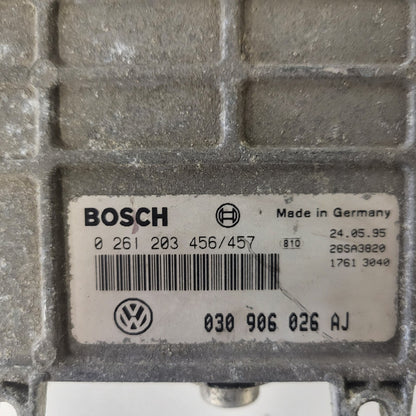 BOSCH
Made in Germany
0 261 203 456/457
810
24.05.95
26SA3820
1761 3040
030 906 026 AJ